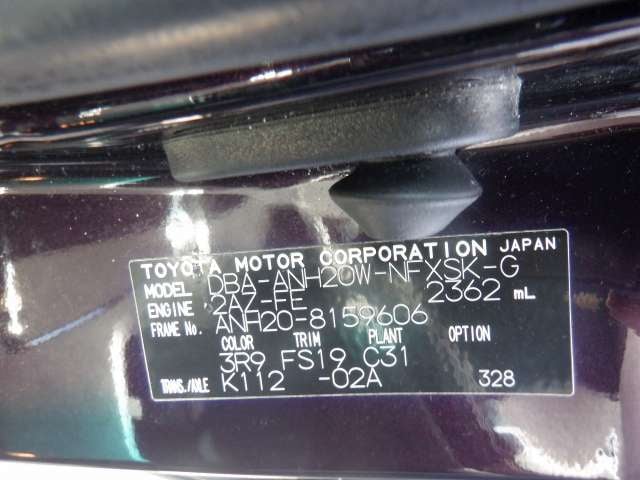 TOYOTA MOTOR CORPORATION JAPAN
MODEL DBA-ANH20W-NFXSK-G
ENGINE 2AZ-FE 2362 mL
FRAME No. ANH20-8159606
COLOR TRIM PLANT OPTION
3R9 FS19 C31
TRANS./AXLE K112 -02A 328